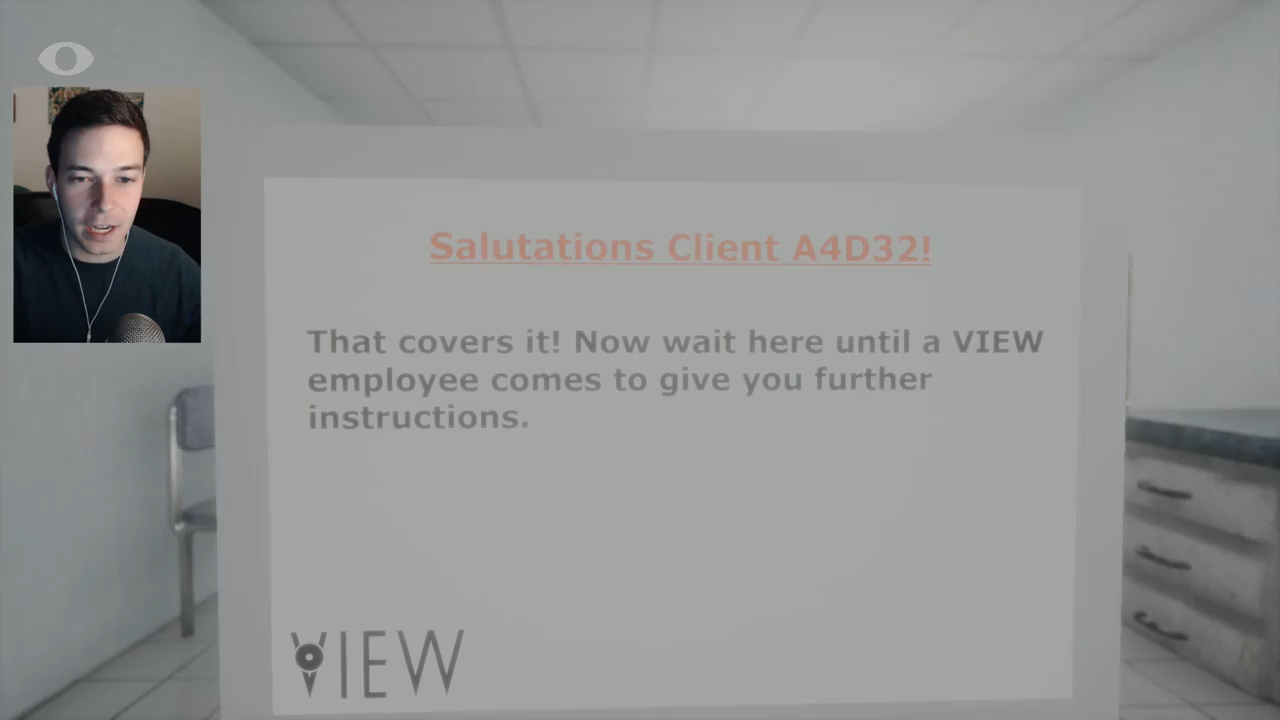 Salutations Client A4D32!
That covers it! Now wait here until a VIEW
employee comes to give you further
instructions.
VIEW